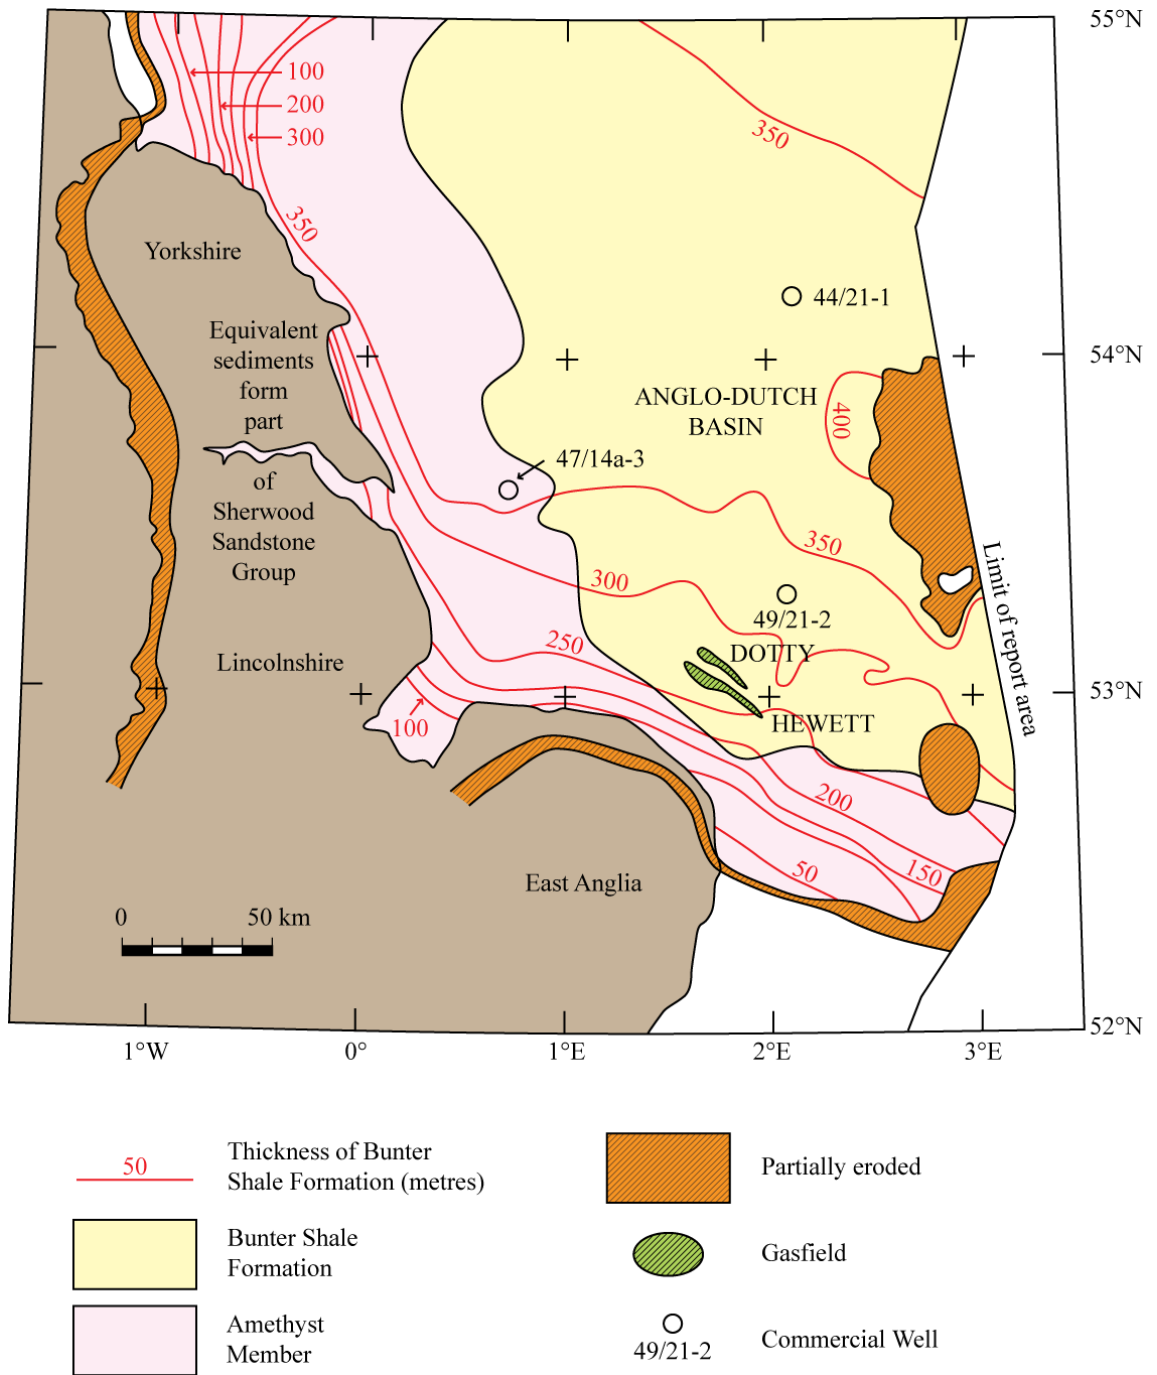 55°N
100
200
300
350
350
Yorkshire
44/21-1
Equivalent
sediments
form
part
54°N
ANGLO-DUTCH
BASIN
400
47/14a-3
of
Sherwood
Sandstone
Group
350
Limit of report area
300
49/21-2
DOTTY
250
Lincolnshire
53°N
100
HEWETT
200
150
50
East Anglia
0 50 km
52°N
1°W 0° 1°E 2°E 3°E
50
Thickness of Bunter
Shale Formation (metres)
Partially eroded
Bunter Shale
Formation
Gasfield
Amethyst
Member
49/21-2
Commercial Well